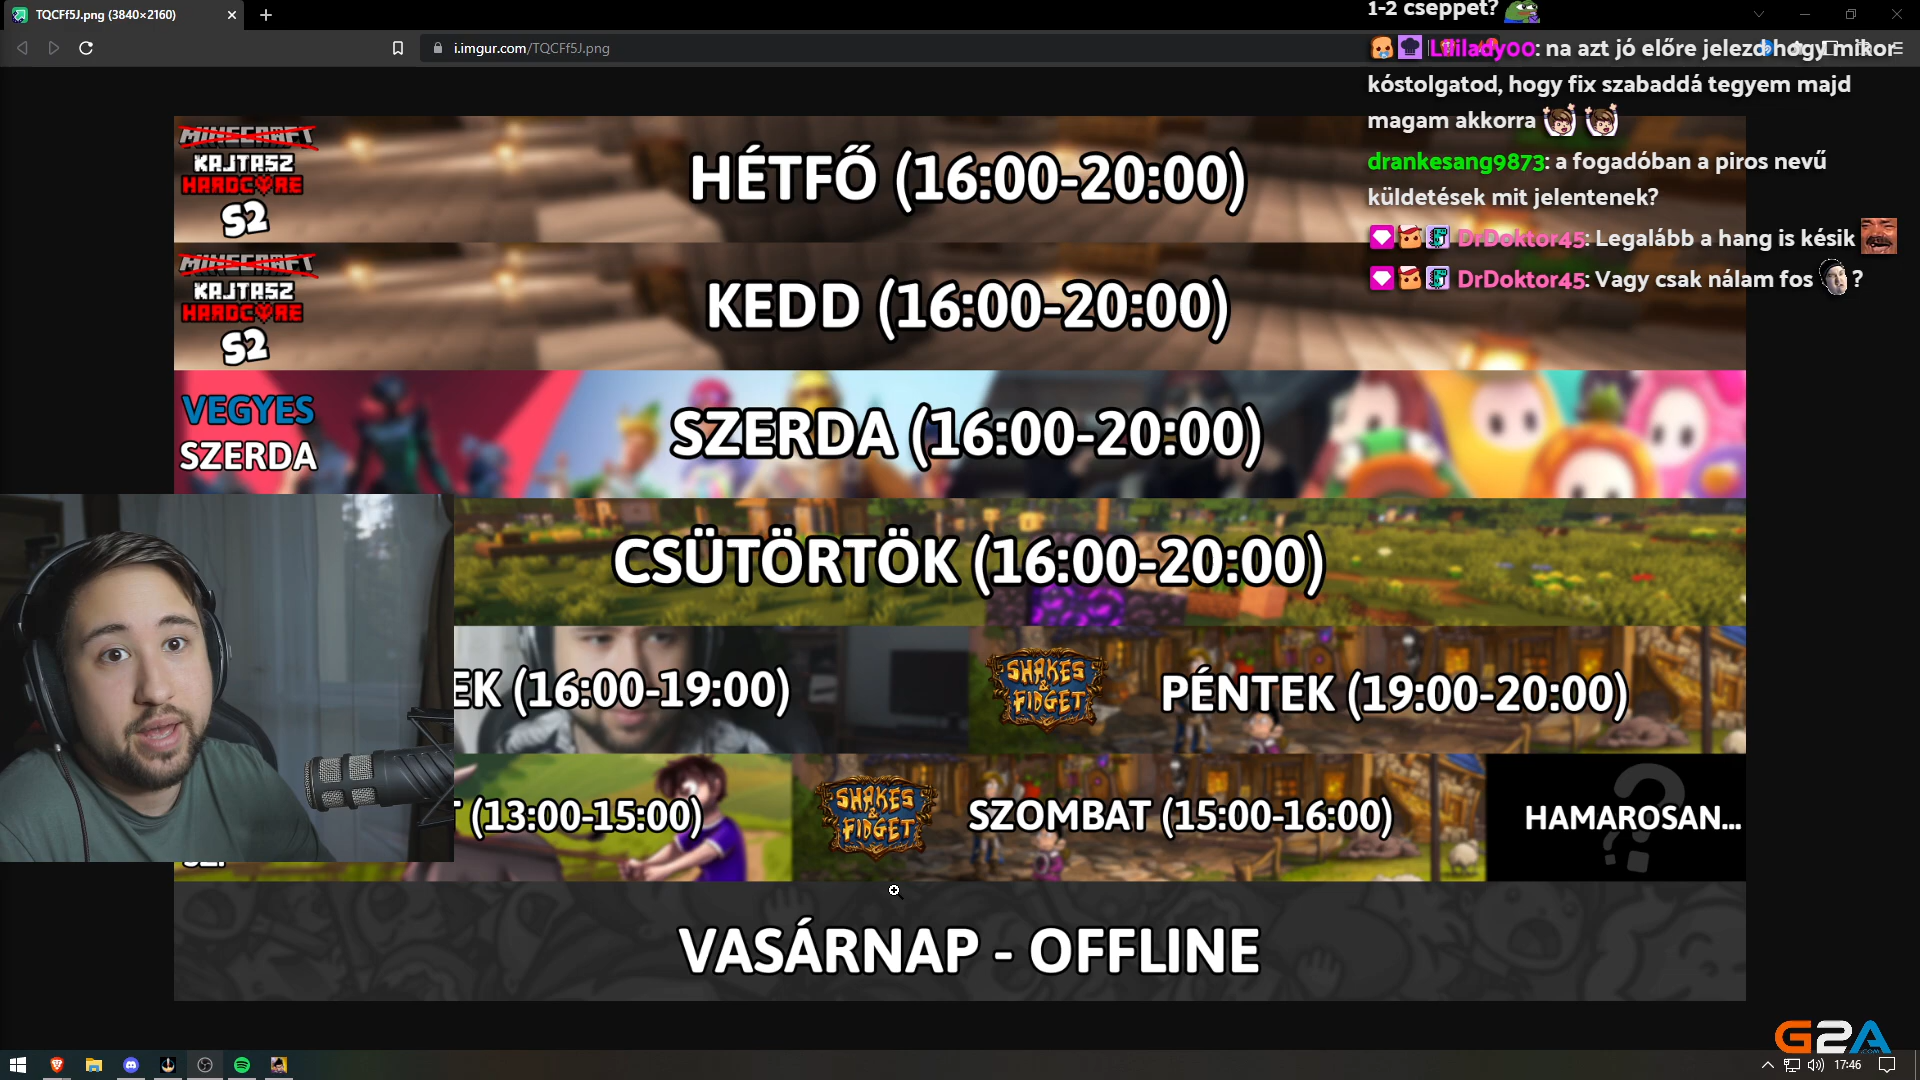 TQCFf5J.png (3840×2160)
i.imgur.com/TQCFf5J.png
1-2 cseppet?
Lililady00: na azt jó előre jelezd hogy mikor
kóstolgatod, hogy fix szabaddá tegyem majd
magam akkorra
drankesang9873: a fogadóban a piros nevű
küldetések mit jelentenek?
DrDoktor45: Legalább a hang is késik
DrDoktor45: Vagy csak nálam fos ?
MINECRAFT
KAJTASZ
HARDCORE
S2
HÉTFŐ (16:00-20:00)
MINECRAFT
KAJTASZ
HARDCORE
S2
KEDD (16:00-20:00)
VEGYES
SZERDA
SZERDA (16:00-20:00)
CSÜTÖRTÖK (16:00-20:00)
EK (16:00-19:00)
SHAKES
&
FIDGET
PÉNTEK (19:00-20:00)
T (13:00-15:00)
SHAKES
&
FIDGET
SZOMBAT (15:00-16:00)
HAMAROSAN...
VASÁRNAP - OFFLINE
G2A
.COM
17:46